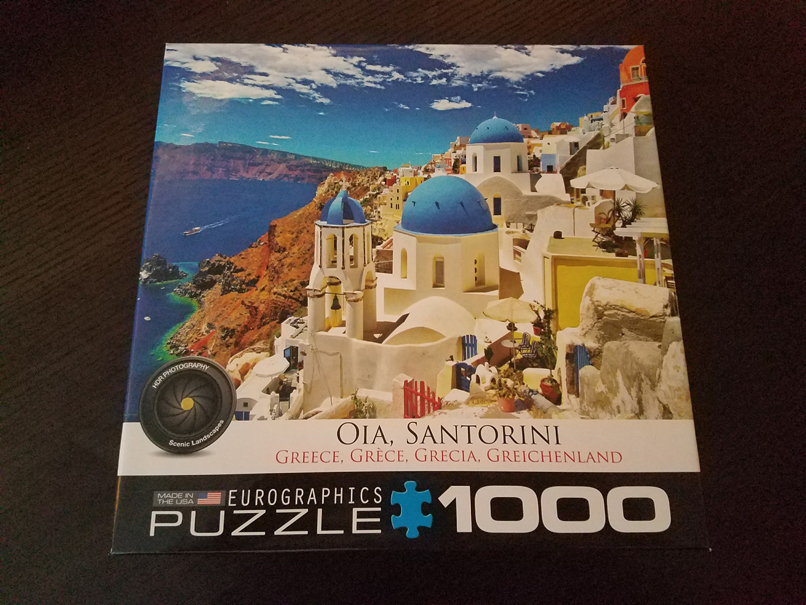 HDR PHOTOGRAPHY
Scenic Landscapes
OIA, SANTORINI
GREECE, GRÈCE, GRECIA, GREICHENLAND
MADE IN
THE USA
EUROGRAPHICS
PUZZLE 1000